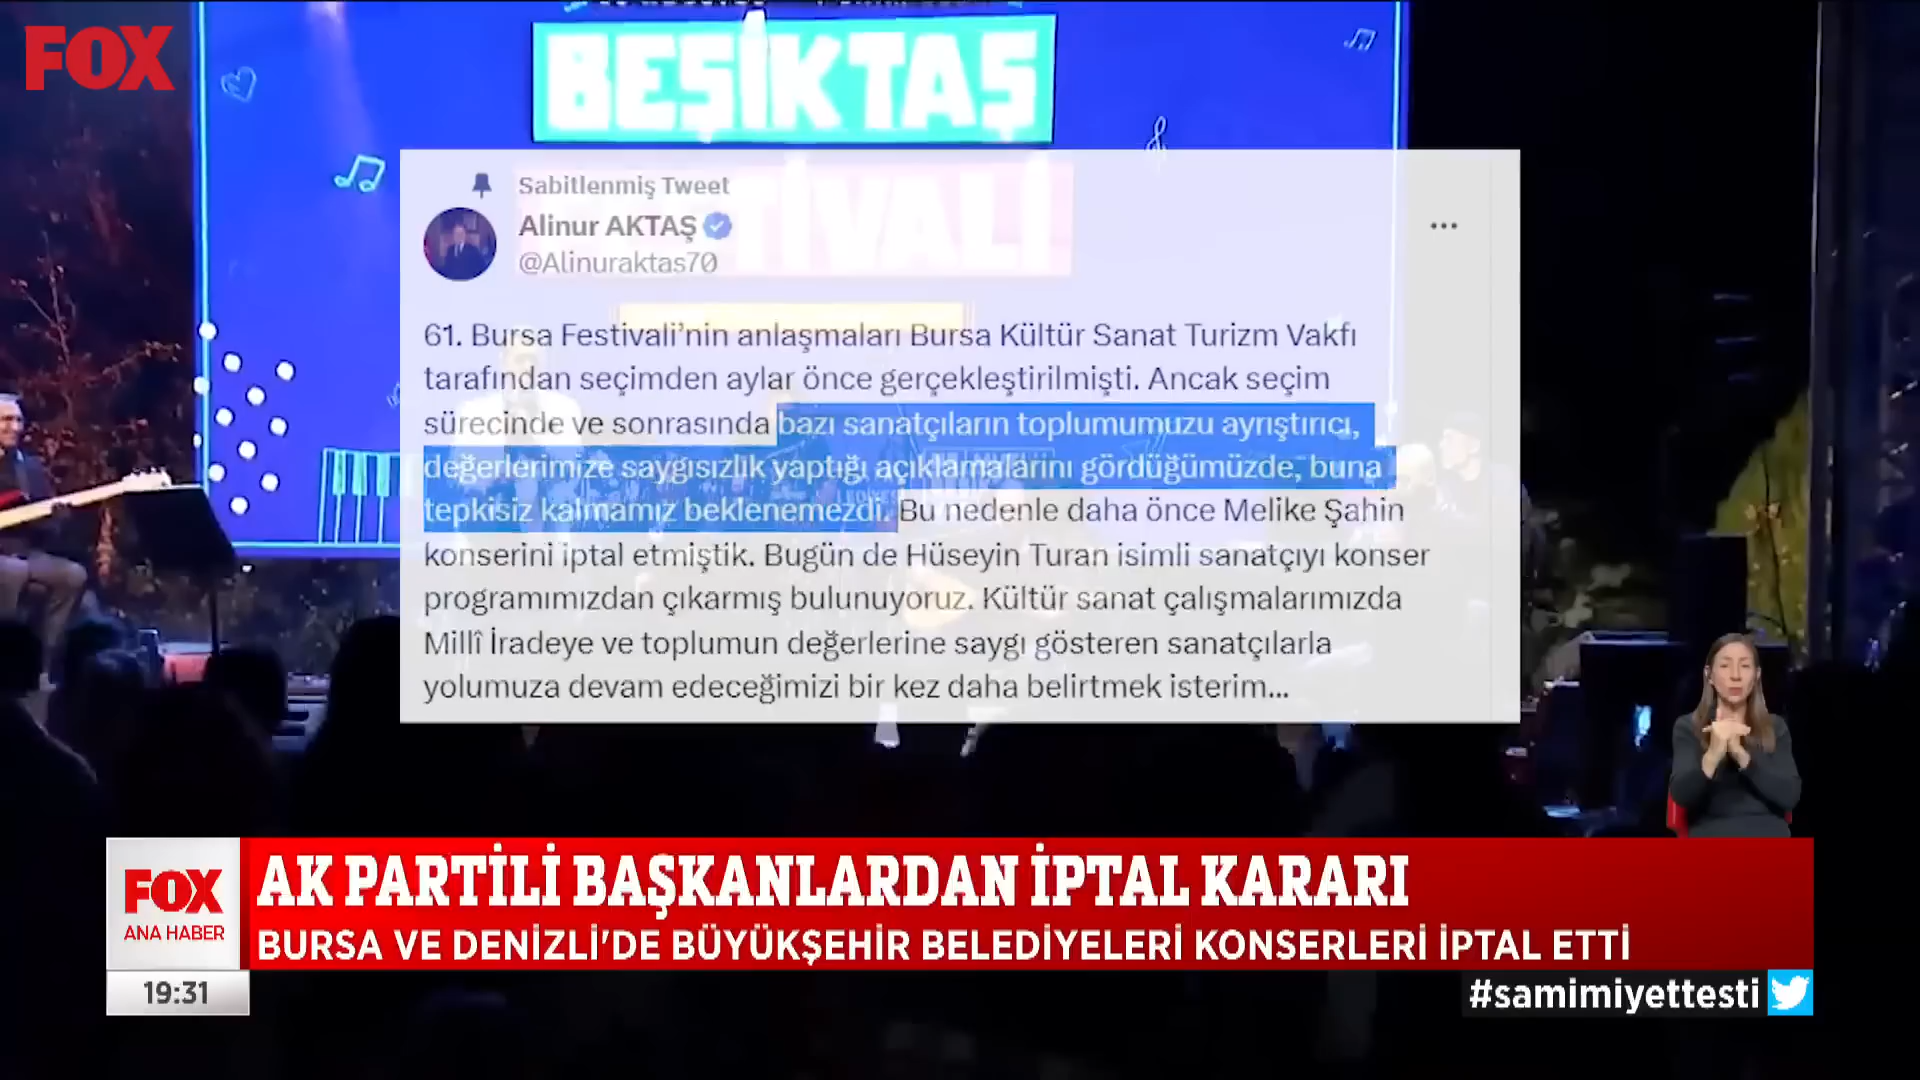 FOX
BEŞİKTAŞ
FESTİVALİ
Sabitlenmiş Tweet
Alinur AKTAŞ
@Alinuraktas70
61. Bursa Festivali’nin anlaşmaları Bursa Kültür Sanat Turizm Vakfı
tarafından seçimden aylar önce gerçekleştirilmişti. Ancak seçim
sürecinde ve sonrasında bazı sanatçıların toplumumuzu ayrıştırıcı,
değerlerimize saygısızlık yaptığı açıklamalarını gördüğümüzde, buna
tepkisiz kalmamız beklenemezdi. Bu nedenle daha önce Melike Şahin
konserini iptal etmiştik. Bugün de Hüseyin Turan isimli sanatçıyı konser
programımızdan çıkarmış bulunuyoruz. Kültür sanat çalışmalarımızda
Millî İradeye ve toplumun değerlerine saygı gösteren sanatçılarla
yolumuza devam edeceğimizi bir kez daha belirtmek isterim...
FOX
ANA HABER
AK PARTİLİ BAŞKANLARDAN İPTAL KARARI
BURSA VE DENİZLİ'DE BÜYÜKŞEHİR BELEDİYELERİ KONSERLERİ İPTAL ETTİ
19:31
#samimiyettesti